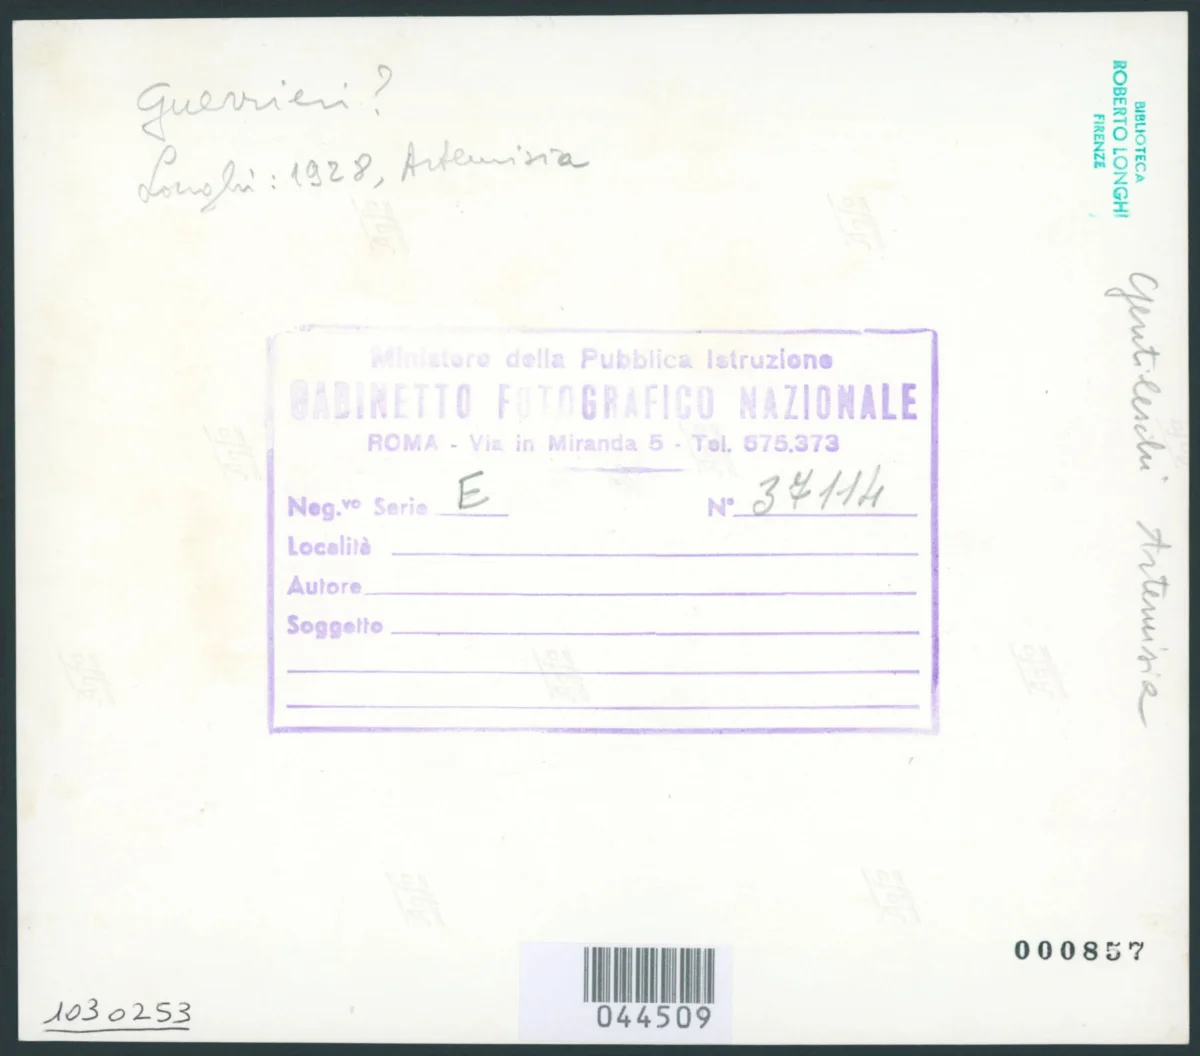 Guerrieri?
Longhi: 1928, Artemisia
BIBLIOTECA
ROBERTO LONGHI
FIRENZE
Gentileschi Artemisia
Ministero della Pubblica Istruzione
GABINETTO FOTOGRAFICO NAZIONALE
ROMA - Via in Miranda 5 - Tel. 675.373
Neg.vo Serie E N° 37114
Località
Autore
Soggetto
000857
044509
1030253